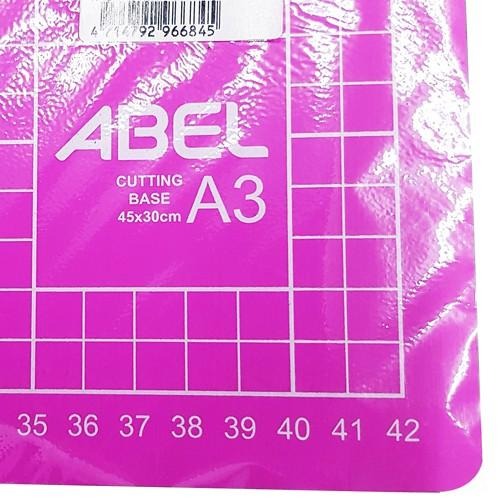 ABEL
CUTTING
BASE
45x30cm
A3
35 36 37 38 39 40 41 42